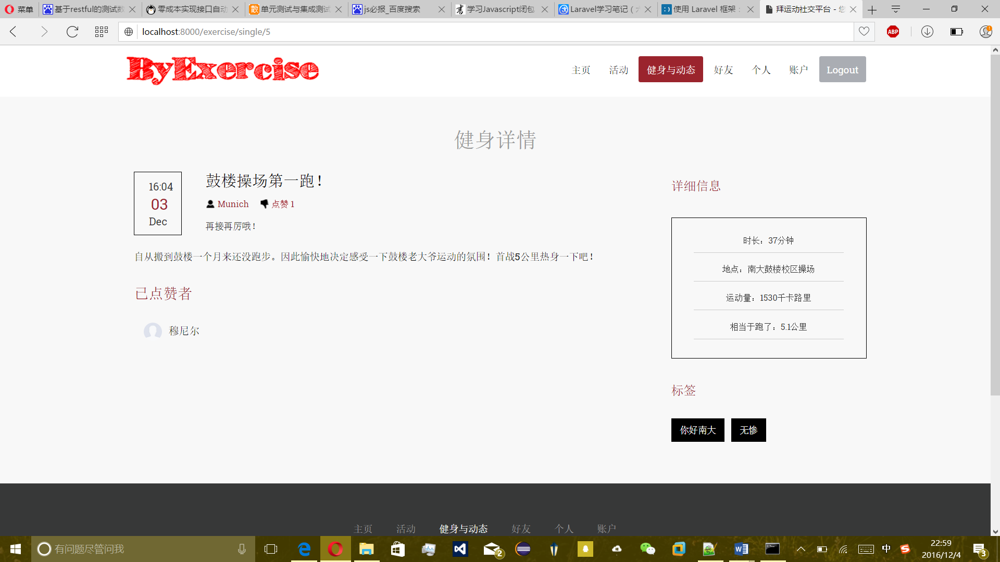 菜单
基于restful的测试数
零成本实现接口自动
单元测试与集成测试
js必报_百度搜索
学习Javascript闭包
Laravel学习笔记（
使用 Laravel 框架：
拜运动社交平台 - 
localhost:8000/exercise/single/5
ABP
ByExercise
主页 活动 健身与动态 好友 个人 账户 Logout
健身详情
16:04
03
Dec
鼓楼操场第一跑！
Munich 点赞 1
再接再厉哦！
自从搬到鼓楼一个月来还没跑步。因此愉快地决定感受一下鼓楼老大爷运动的氛围！首战5公里热身一下吧！
已点赞者
穆尼尔
详细信息
时长：37分钟
地点：南大鼓楼校区操场
运动量：1530千卡路里
相当于跑了：5.1公里
标签
你好南大 无惨
主页 活动 健身与动态 好友 个人 账户
有问题尽管问我
2
中
22:59
2016/12/4
3